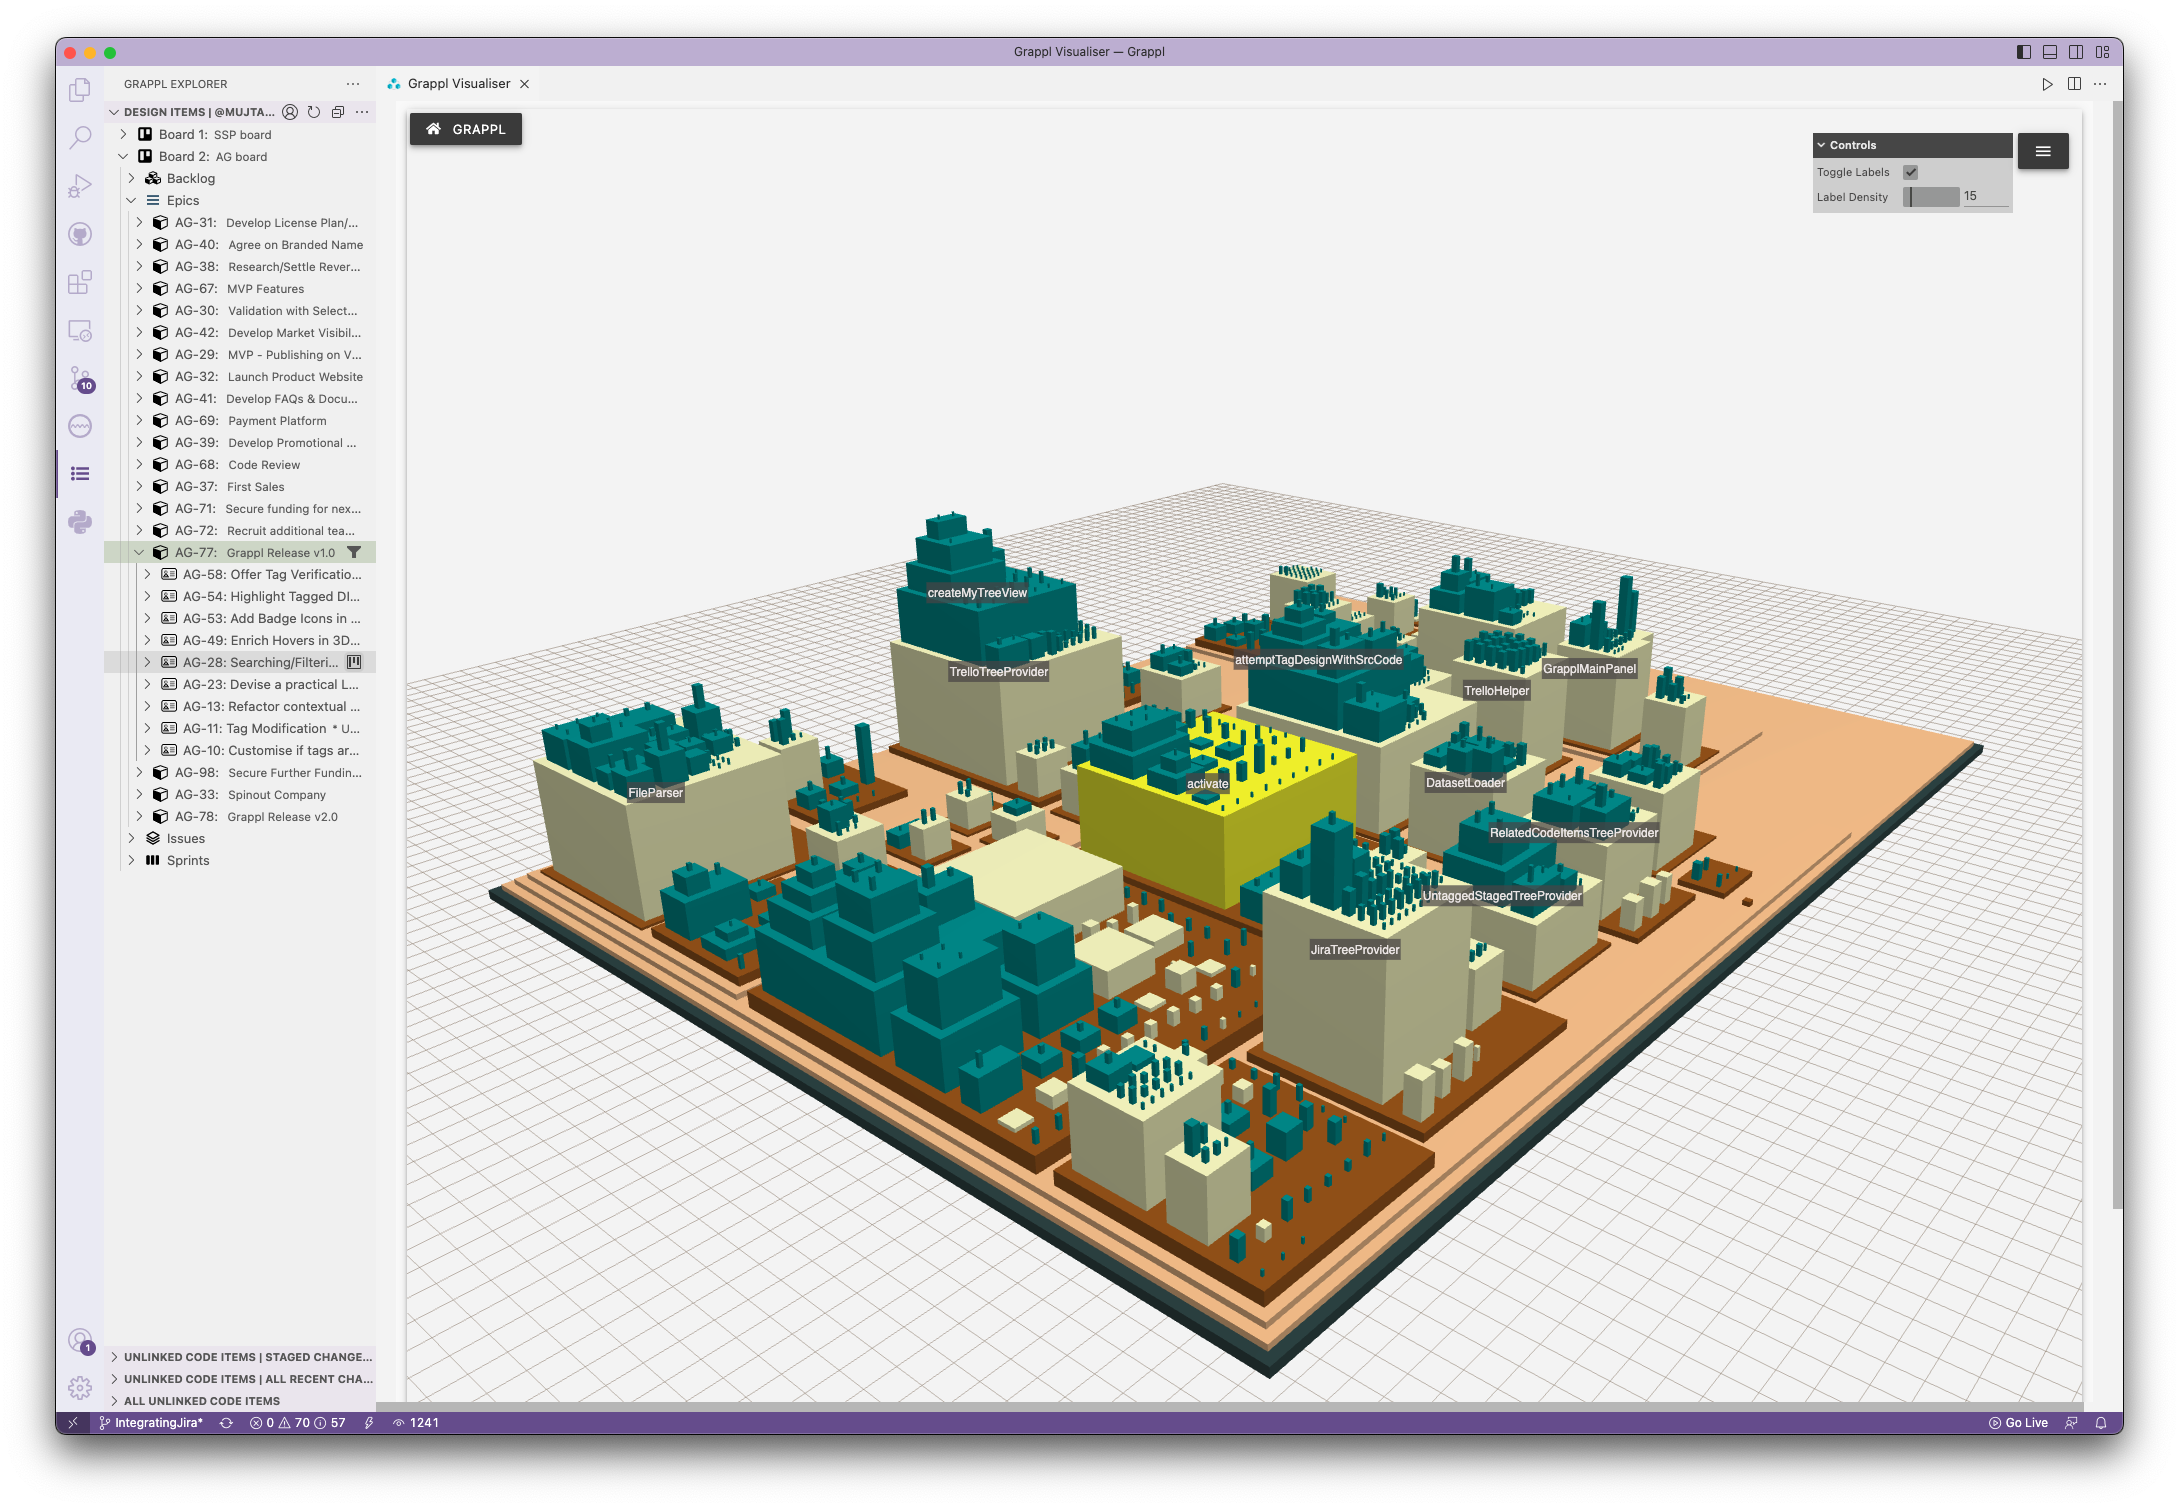 Grappl Visualiser — Grappl
GRAPPL EXPLORER
Grappl Visualiser
DESIGN ITEMS | @MUJTA...
Board 1: SSP board
Board 2: AG board
Backlog
Epics
AG-31: Develop License Plan/...
AG-40: Agree on Branded Name
AG-38: Research/Settle Rever...
AG-67: MVP Features
AG-30: Validation with Select...
AG-42: Develop Market Visibil...
AG-29: MVP - Publishing on V...
AG-32: Launch Product Website
AG-41: Develop FAQs & Docu...
AG-69: Payment Platform
AG-39: Develop Promotional ...
AG-68: Code Review
AG-37: First Sales
AG-71: Secure funding for nex...
AG-72: Recruit additional tea...
AG-77: Grappl Release v1.0
AG-58: Offer Tag Verificatio...
AG-54: Highlight Tagged DI...
AG-53: Add Badge Icons in ...
AG-49: Enrich Hovers in 3D...
AG-28: Searching/Filteri...
AG-23: Devise a practical L...
AG-13: Refactor contextual ...
AG-11: Tag Modification * U...
AG-10: Customise if tags ar...
AG-98: Secure Further Fundin...
AG-33: Spinout Company
AG-78: Grappl Release v2.0
Issues
Sprints
10
1
UNLINKED CODE ITEMS | STAGED CHANGE...
UNLINKED CODE ITEMS | ALL RECENT CHA...
ALL UNLINKED CODE ITEMS
GRAPPL
Controls
Toggle Labels
Label Density 15
createMyTreeView
TrelloTreeProvider
attemptTagDesignWithSrcCode
GrapplMainPanel
TrelloHelper
FileParser
activate
DatasetLoader
RelatedCodeItemsTreeProvider
UntaggedStagedTreeProvider
JiraTreeProvider
IntegratingJira* 0 70 57 1241
Go Live